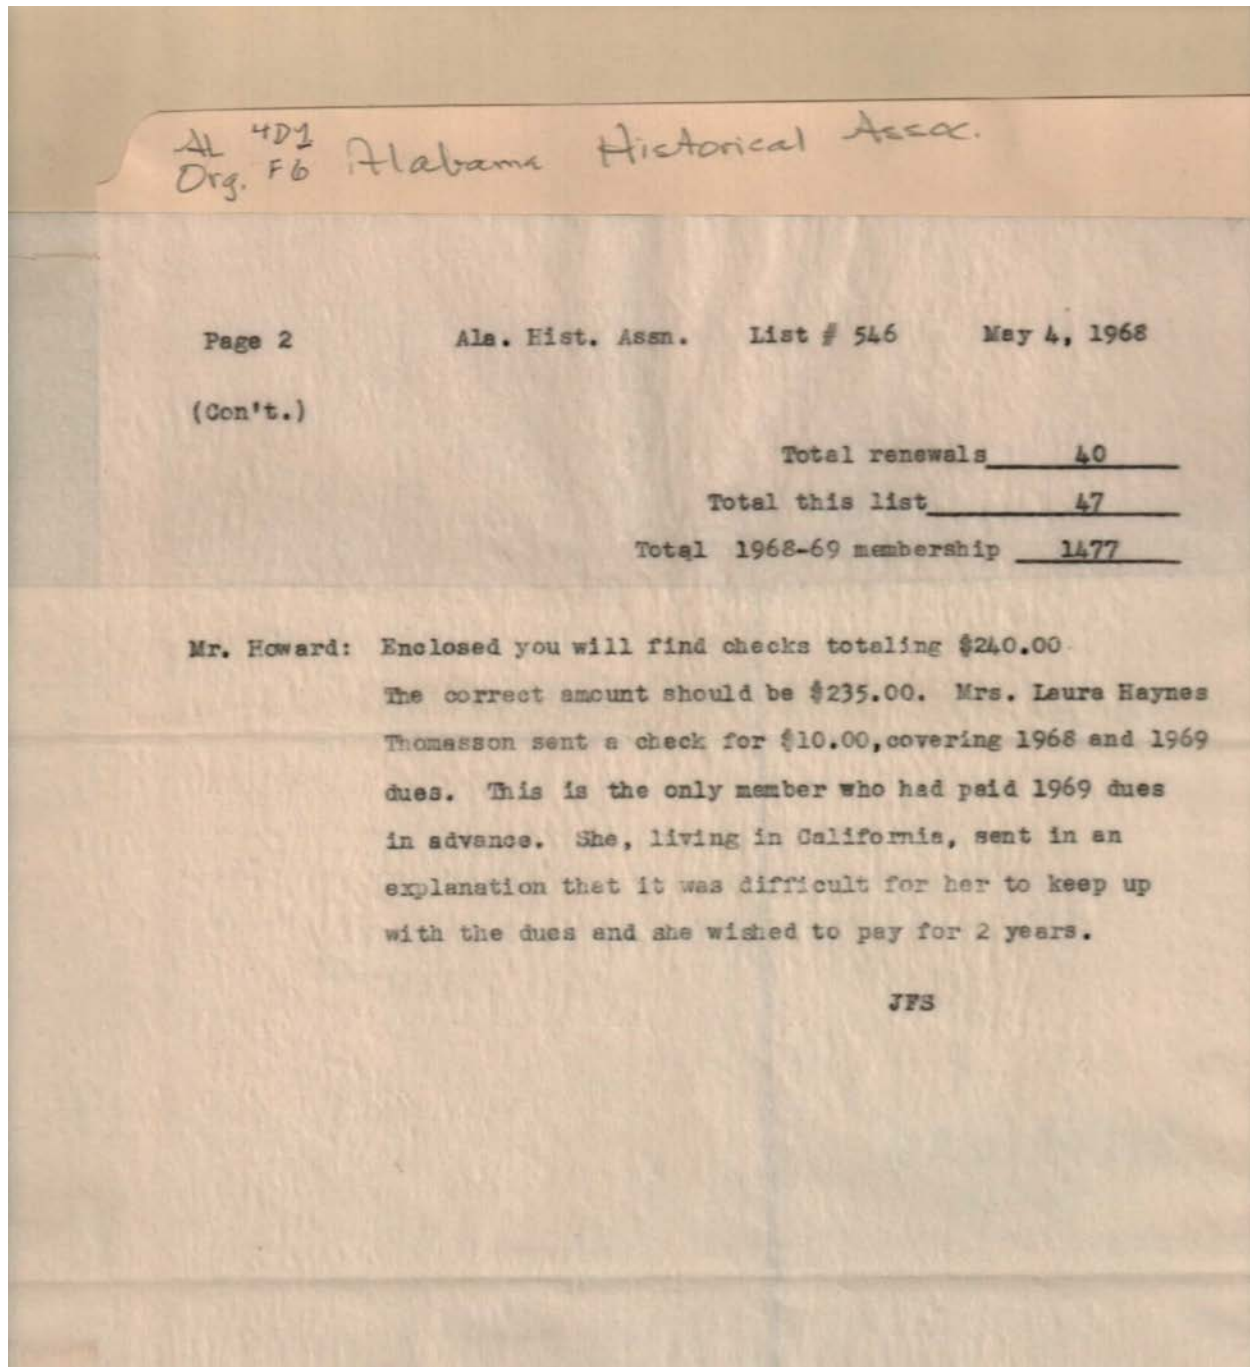 AL 4D1 Alabama Historical Assoc.
Org. F6
Page 2 Ala. Hist. Assn. List # 546 May 4, 1968
(Con't.)
Total renewals 40
Total this list 47
Total 1968-69 membership 1477
Mr. Howard: Enclosed you will find checks totaling $240.00
The correct amount should be $235.00. Mrs. Laura Haynes
Thomasson sent a check for $10.00,covering 1968 and 1969
dues. This is the only member who had paid 1969 dues
in advance. She, living in California, sent in an
explanation that it was difficult for her to keep up
with the dues and she wished to pay for 2 years.
JFS